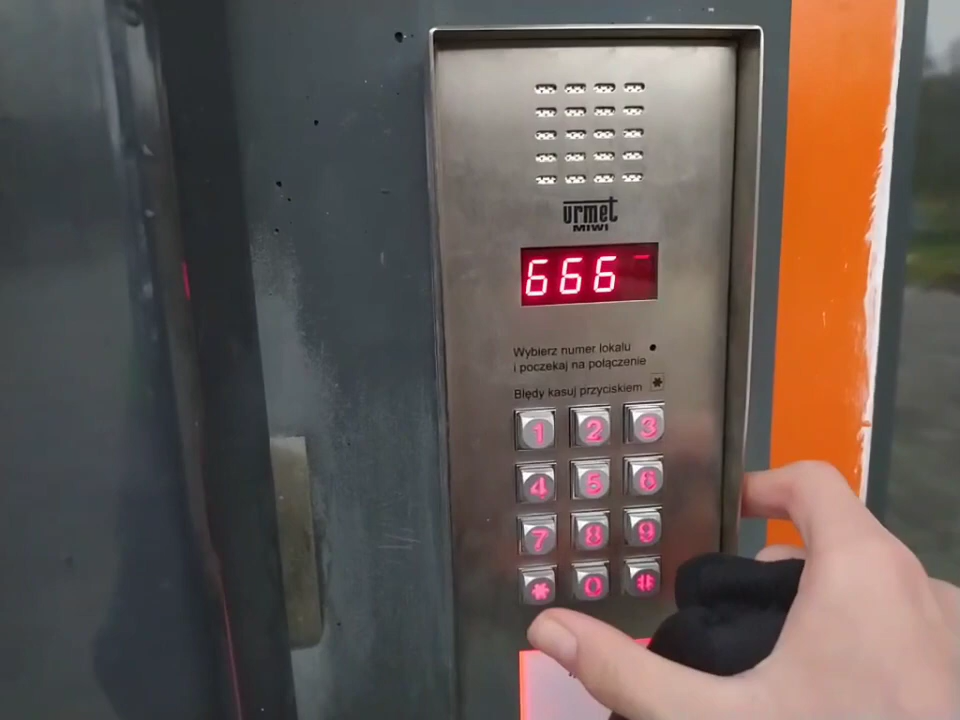 urmet
MIWI
666
Wybierz numer lokalu
i poczekaj na połączenie
Błędy kasuj przyciskiem *
1 2 3
4 5 6
7 8 9
* 0 #